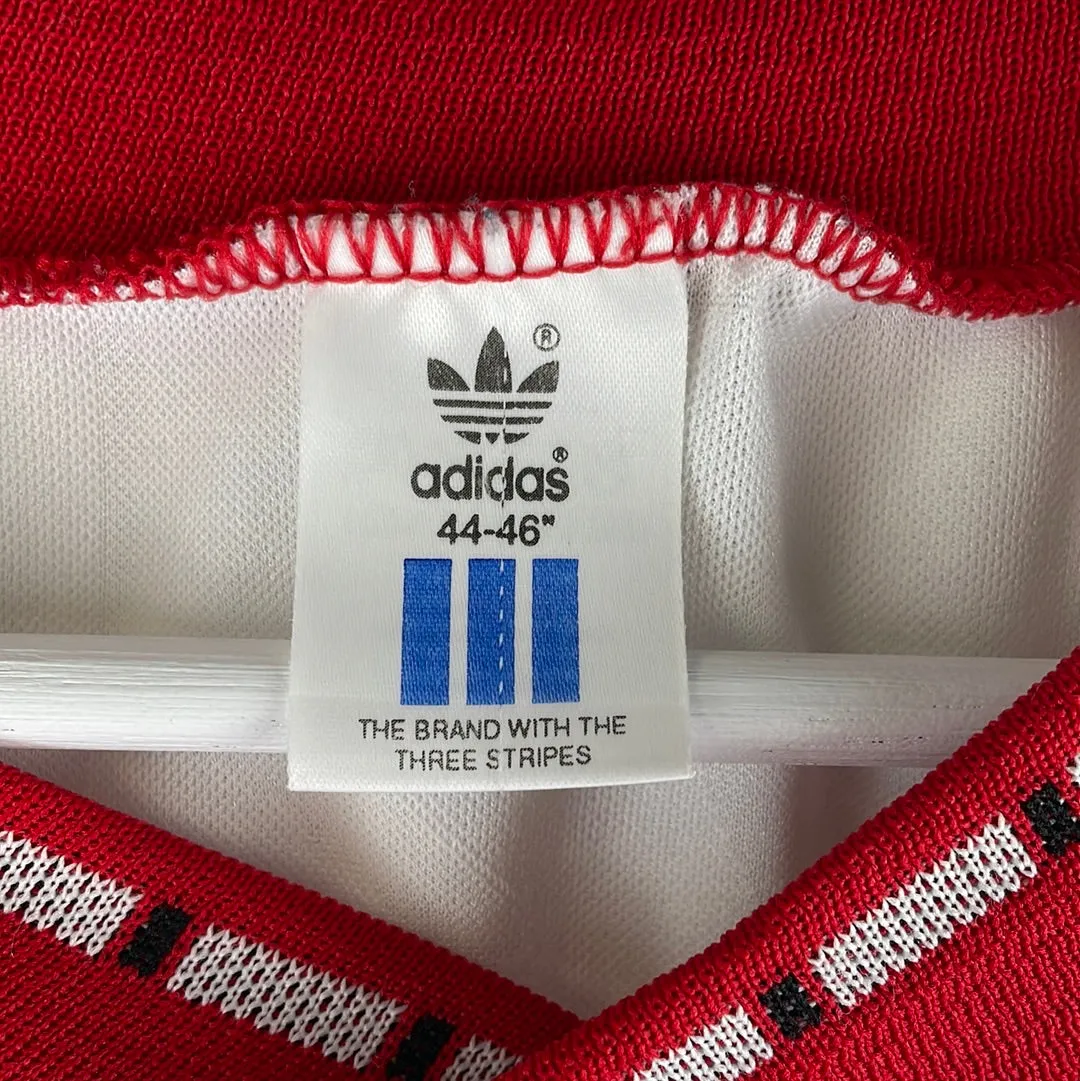 ®
adidas®
44-46"
THE BRAND WITH THE
THREE STRIPES